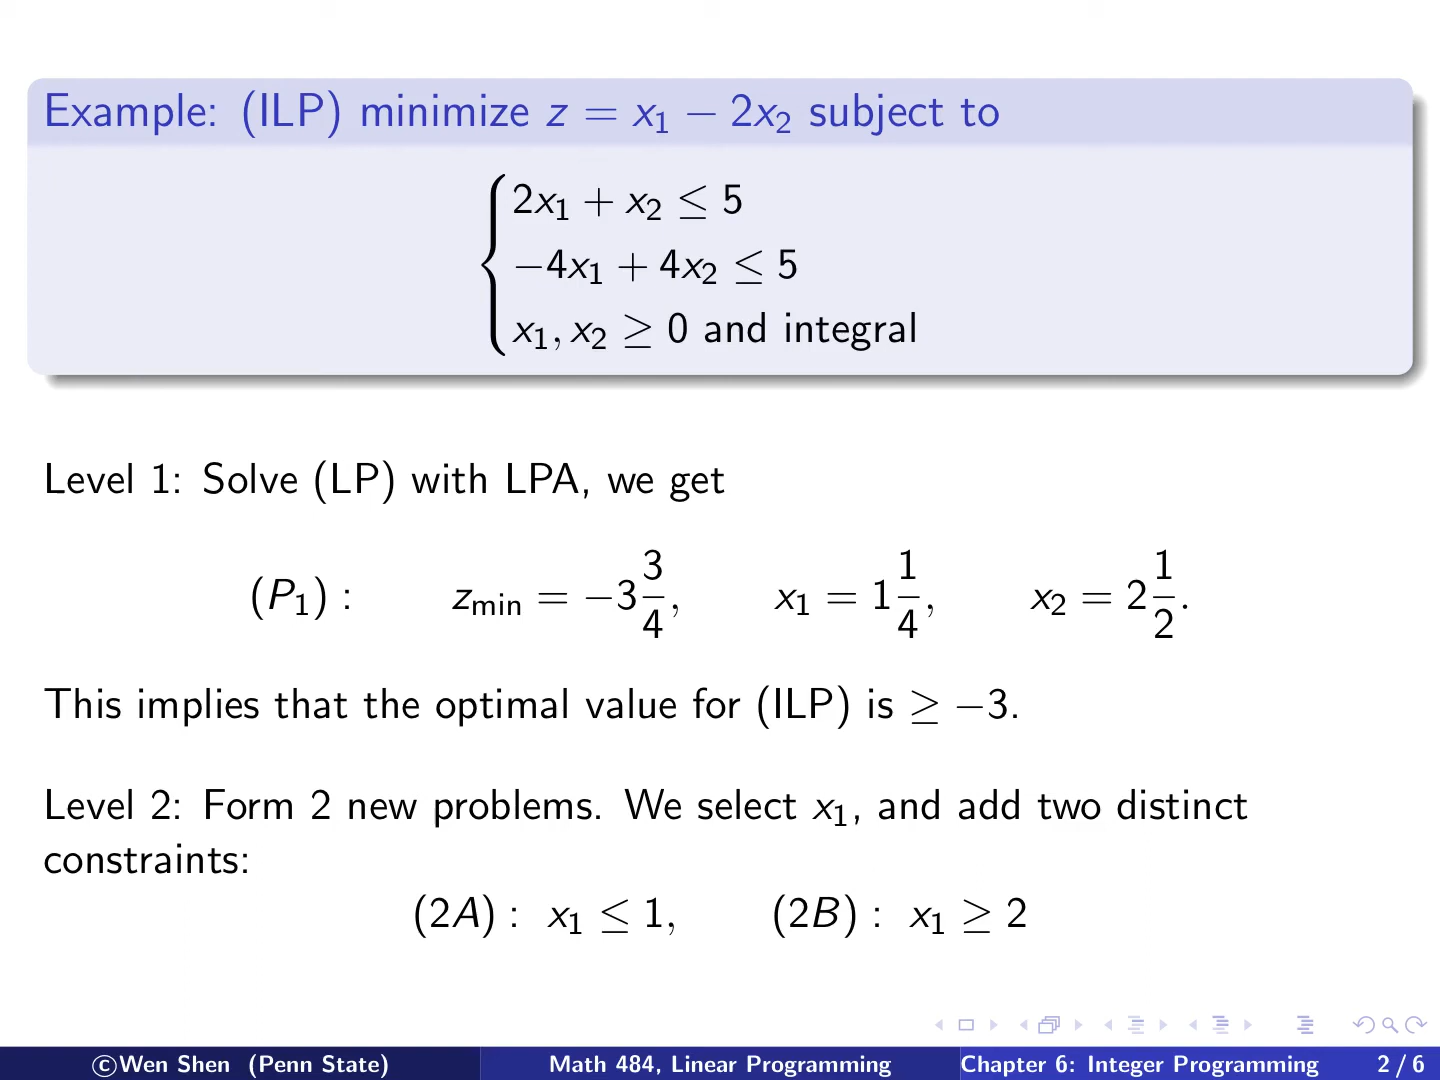 Example: (ILP) minimize z = x₁ − 2x₂ subject to
2x₁ + x₂ ≤ 5
−4x₁ + 4x₂ ≤ 5
x₁, x₂ ≥ 0 and integral
Level 1: Solve (LP) with LPA, we get
(P₁) : z_min = −3 3/4, x₁ = 1 1/4, x₂ = 2 1/2.
This implies that the optimal value for (ILP) is ≥ −3.
Level 2: Form 2 new problems. We select x₁, and add two distinct
constraints:
(2A) : x₁ ≤ 1, (2B) : x₁ ≥ 2
©Wen Shen (Penn State) Math 484, Linear Programming Chapter 6: Integer Programming 2 / 6